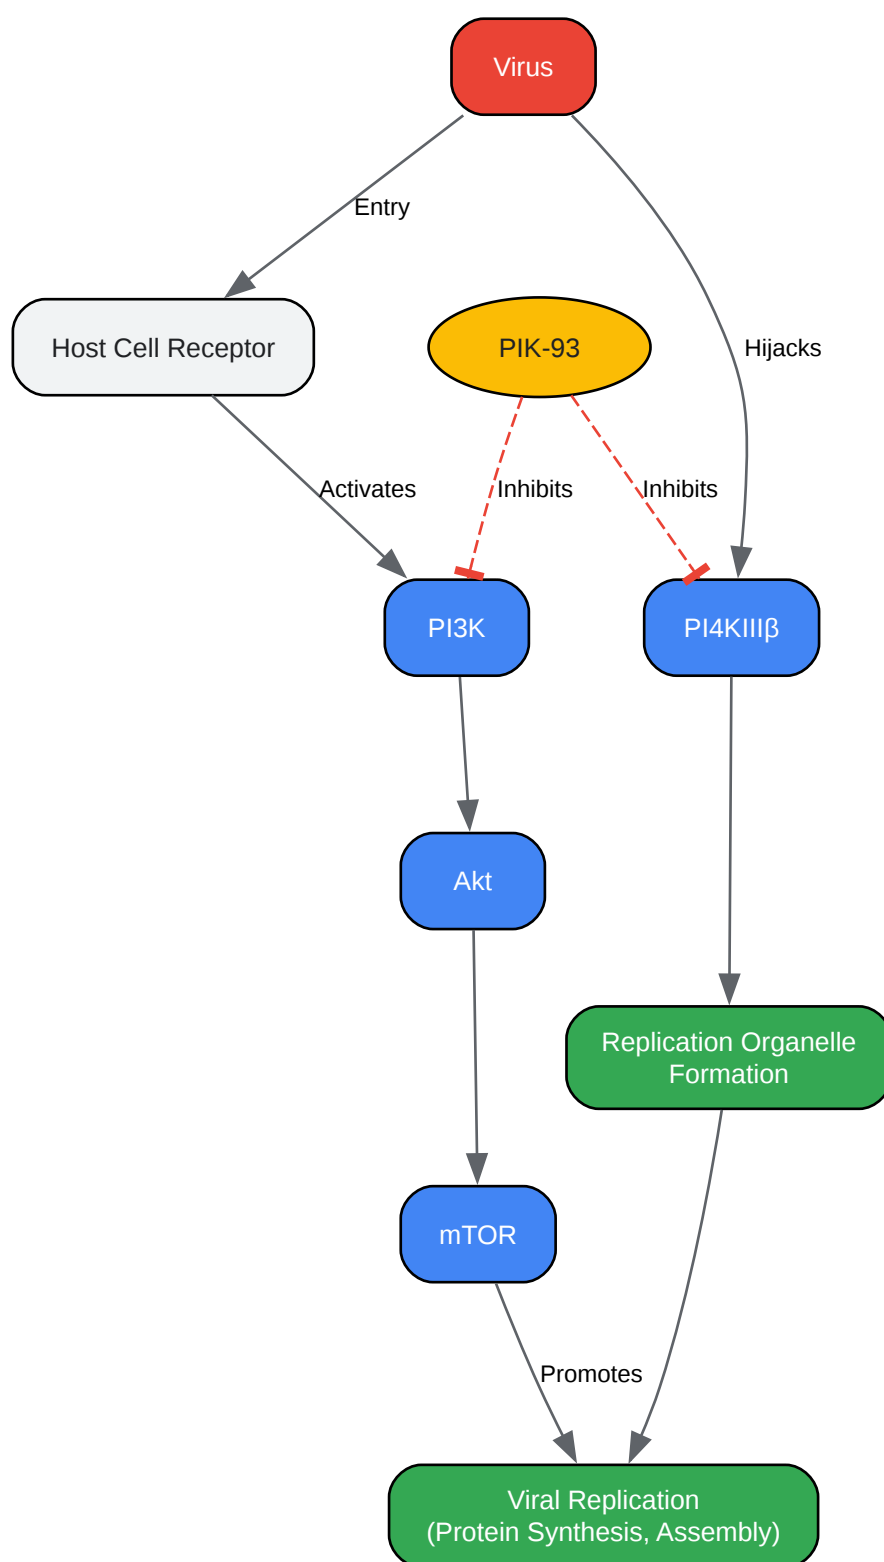 Virus
Entry
Host Cell Receptor
PIK-93
Hijacks
Activates
Inhibits
Inhibits
PI3K
PI4KIIIβ
Akt
Replication Organelle
Formation
mTOR
Promotes
Viral Replication
(Protein Synthesis, Assembly)